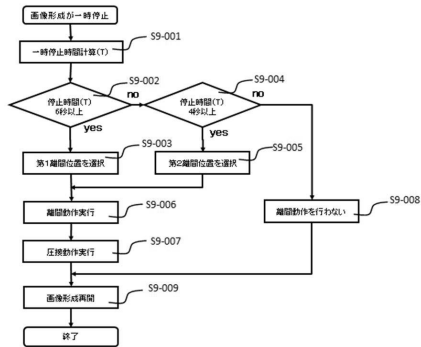 画像形成が一時停止
一時停止時間計算(T)
S9-001
停止時間(T)
6秒以上
S9-002
no
yes
停止時間(T)
4秒以上
S9-004
no
yes
第1離間位置を選択
S9-003
第2離間位置を選択
S9-005
離間動作実行
S9-006
離間動作を行わない
S9-008
圧接動作実行
S9-007
画像形成再開
S9-009
終了